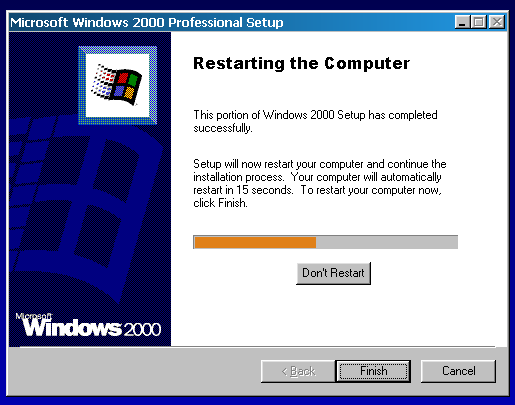 Microsoft Windows 2000 Professional Setup
Restarting the Computer
This portion of Windows 2000 Setup has completed
successfully.
Setup will now restart your computer and continue the
installation process. Your computer will automatically
restart in 15 seconds. To restart your computer now,
click Finish.
Don't Restart
Microsoft
Windows 2000
< Back
Finish
Cancel